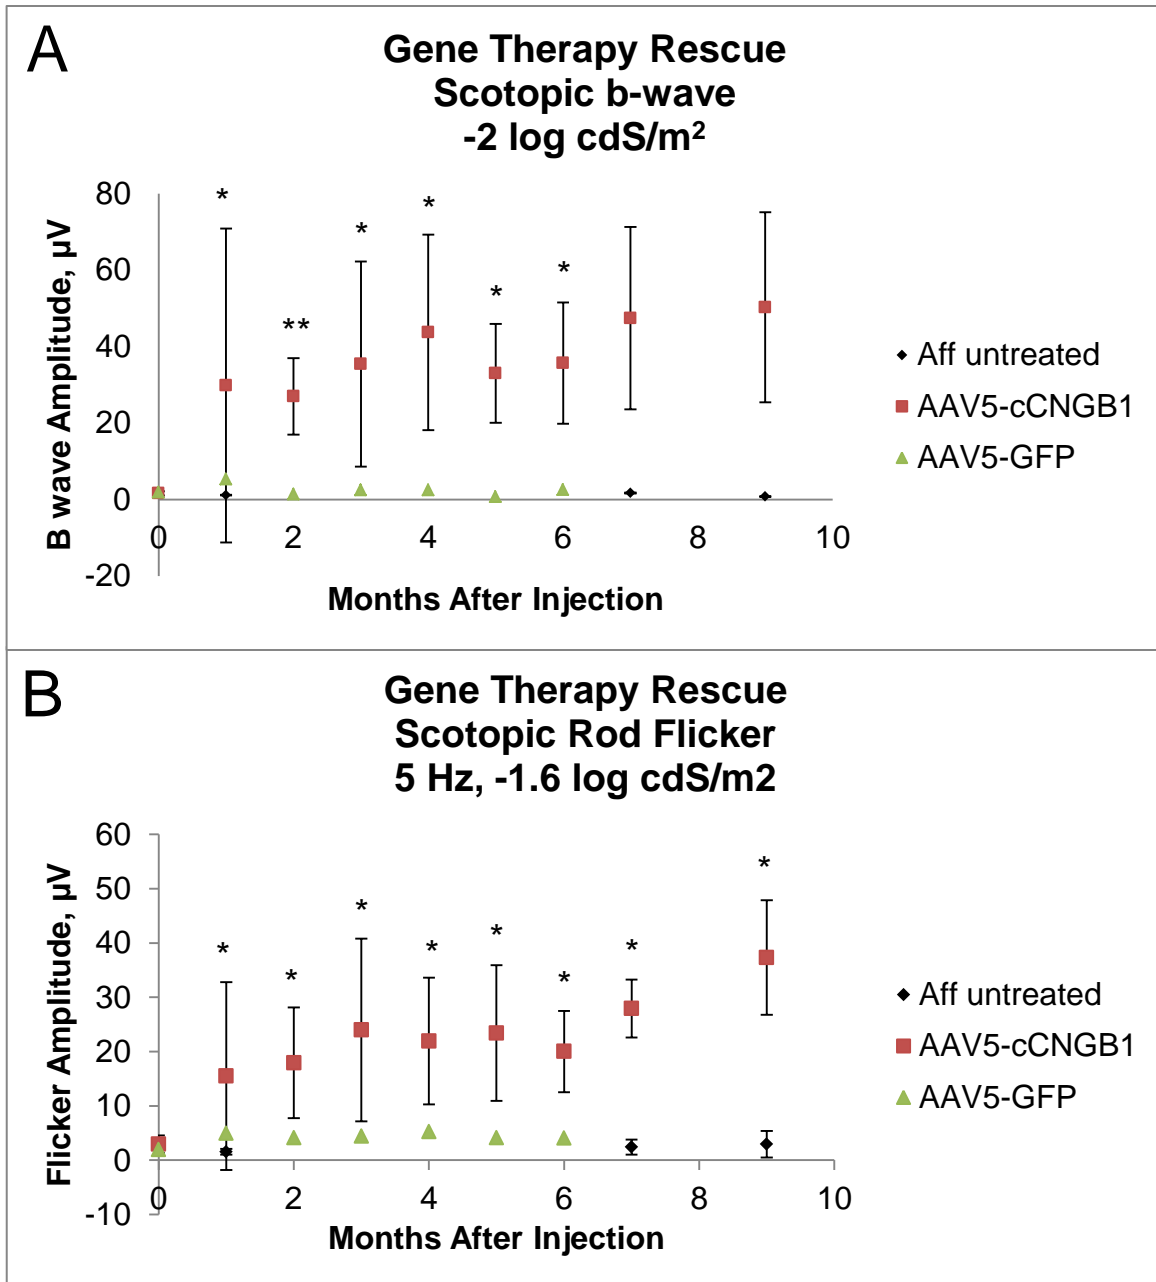 A
Gene Therapy Rescue
Scotopic b-wave
-2 log cdS/m²
B wave Amplitude, µV
80
60
40
20
0
-20
* ** * * * *
0 2 4 6 8 10
Months After Injection
Aff untreated
AAV5-cCNGB1
AAV5-GFP
B
Gene Therapy Rescue
Scotopic Rod Flicker
5 Hz, -1.6 log cdS/m2
Flicker Amplitude, µV
60
50
40
30
20
10
0
-10
* * * * * * * *
0 2 4 6 8 10
Months After Injection
Aff untreated
AAV5-cCNGB1
AAV5-GFP